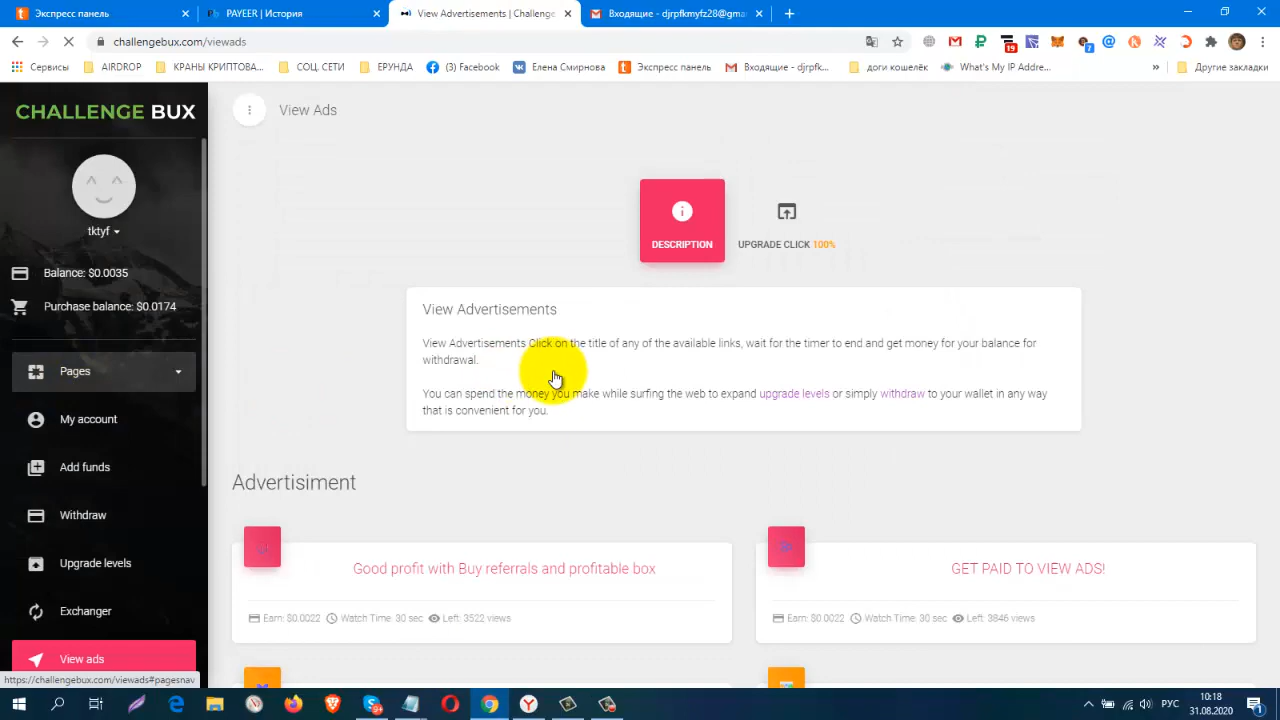 Экспресс панель
PAYEER | История
View Advertisements | Challenge
Входящие - djrpfkmyfz28@gma
challengebux.com/viewads
19
7
Сервисы
AIRDROP
КРАНЫ КРИПТОВА...
СОЦ. СЕТИ
ЕРУНДА
(3) Facebook
Елена Смирнова
Экспресс панель
Входящие - djrpfk...
доги кошелёк
What's My IP Addre...
»
Другие закладки
CHALLENGE BUX
View Ads
tktyf
Balance: $0.0035
Purchase balance: $0.0174
Pages
My account
Add funds
Withdraw
Upgrade levels
Exchanger
View ads
DESCRIPTION
UPGRADE CLICK 100%
View Advertisements
View Advertisements Click on the title of any of the available links, wait for the timer to end and get money for your balance for
withdrawal.
You can spend the money you make while surfing the web to expand upgrade levels or simply withdraw to your wallet in any way
that is convenient for you.
Advertisiment
Good profit with Buy referrals and profitable box
Earn: $0.0022 Watch Time: 30 sec Left: 3522 views
GET PAID TO VIEW ADS!
Earn: $0.0022 Watch Time: 30 sec Left: 3846 views
https://challengebux.com/viewads#pagesnav
РУС
10:18
31.08.2020
1